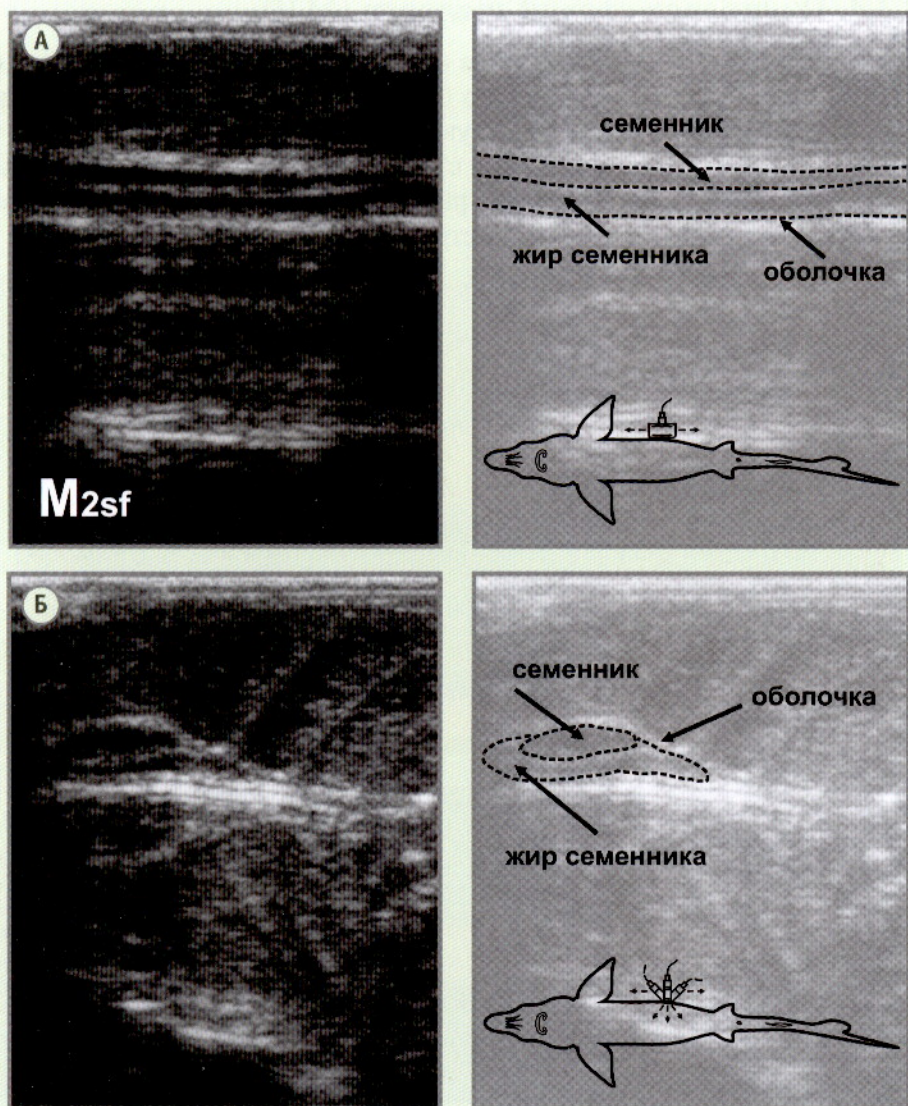 А
семенник
жир семенника
оболочка
M2sf
Б
семенник
оболочка
жир семенника